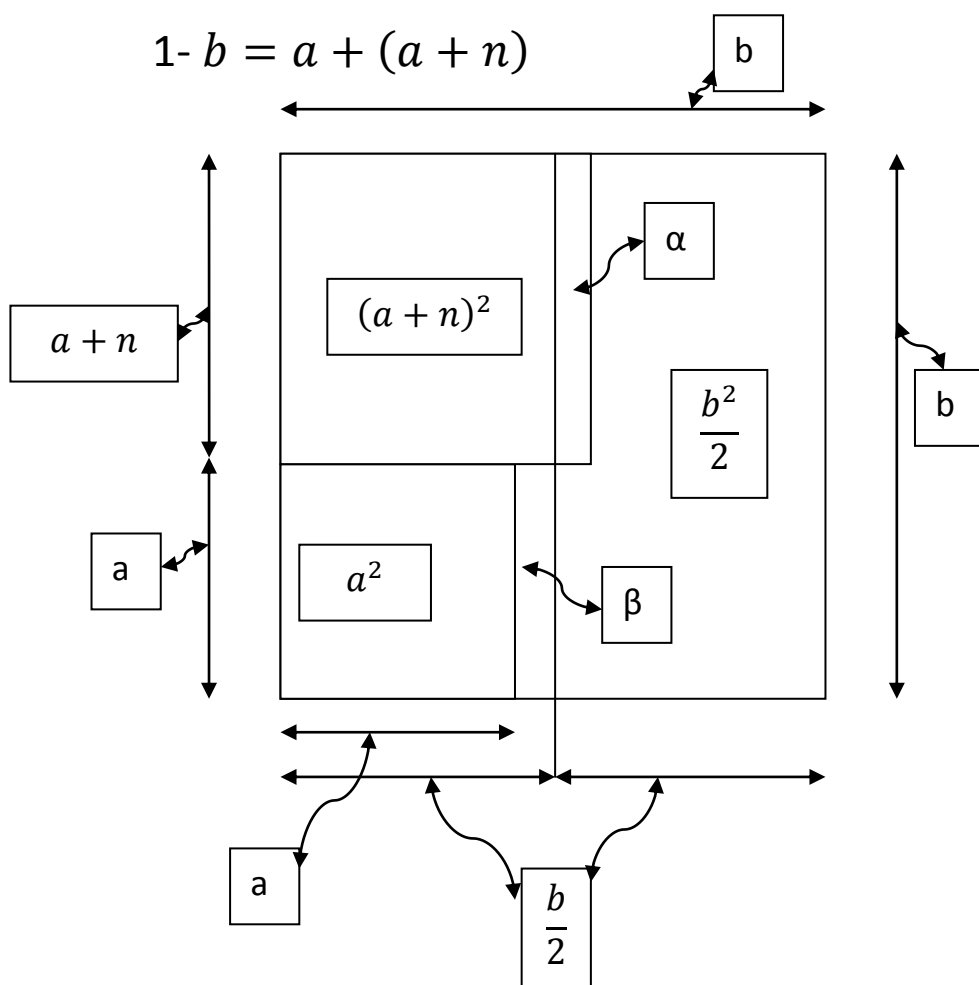 1- b = a + (a + n)
b
α
(a + n)²
a + n
b²/2
b
a
a²
β
a
b/2